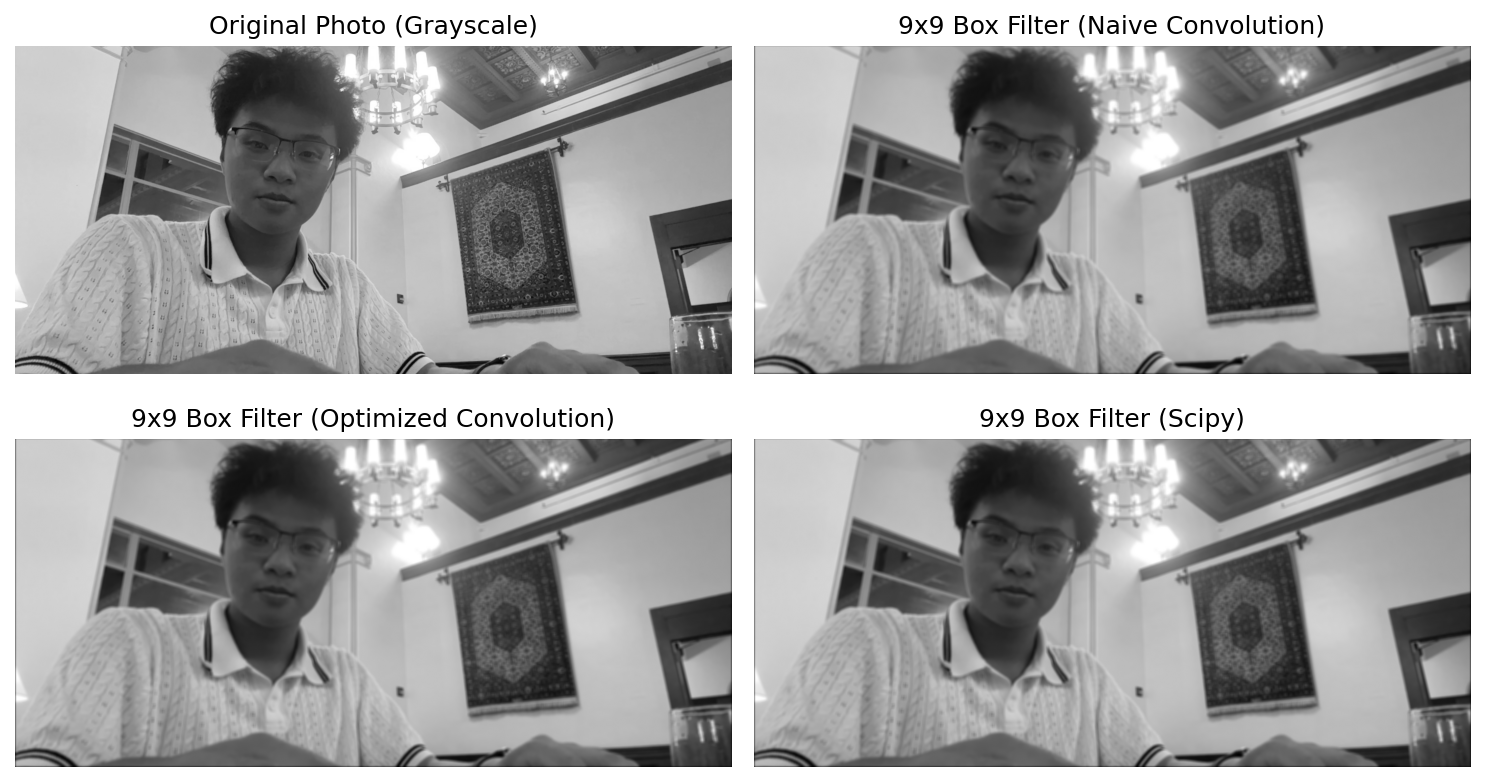 Original Photo (Grayscale)
9x9 Box Filter (Naive Convolution)
9x9 Box Filter (Optimized Convolution)
9x9 Box Filter (Scipy)